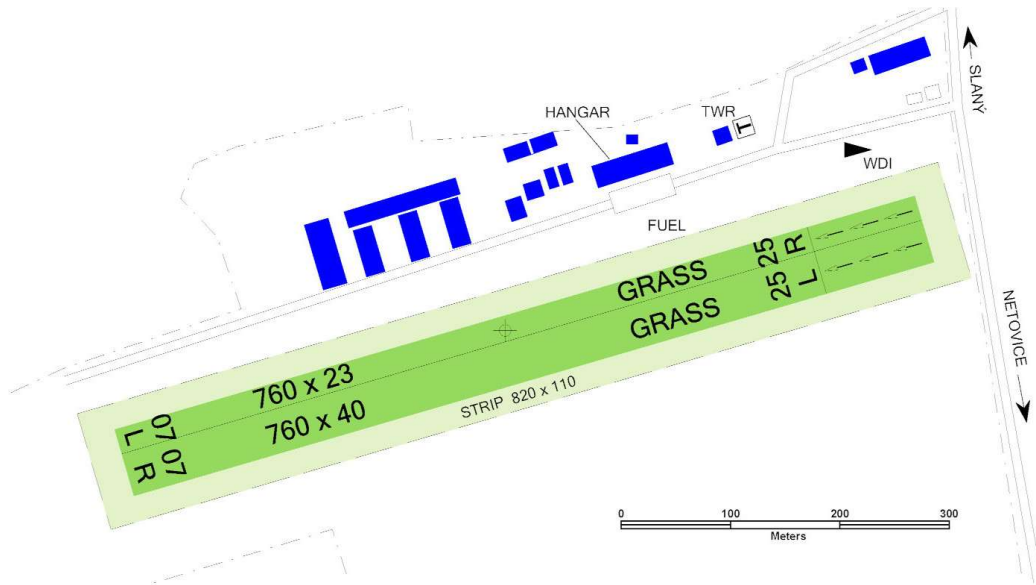 SLANÝ
HANGAR
TWR
T
WDI
FUEL
GRASS
25 R
GRASS
25 L
NETOVICE
760 x 23
07 L
760 x 40
07 R
STRIP 820 x 110
0 100 200 300
Meters